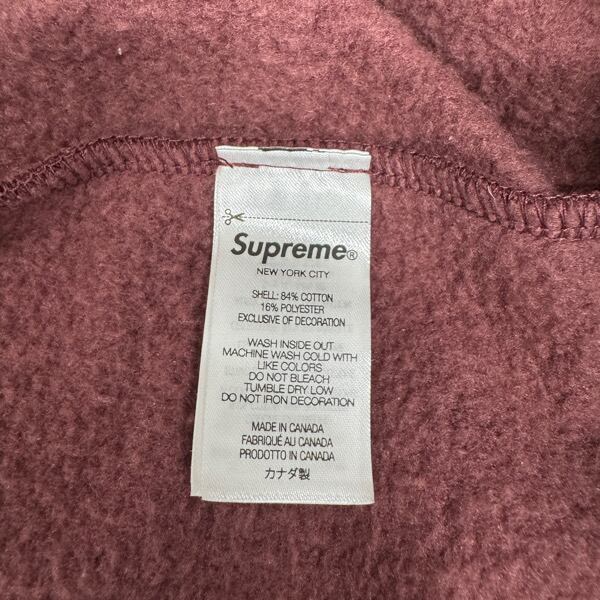 Supreme®
NEW YORK CITY
SHELL: 84% COTTON
16% POLYESTER
EXCLUSIVE OF DECORATION
WASH INSIDE OUT
MACHINE WASH COLD WITH
LIKE COLORS
DO NOT BLEACH
TUMBLE DRY LOW
DO NOT IRON DECORATION
MADE IN CANADA
FABRIQUÉ AU CANADA
PRODOTTO IN CANADA
カナダ製